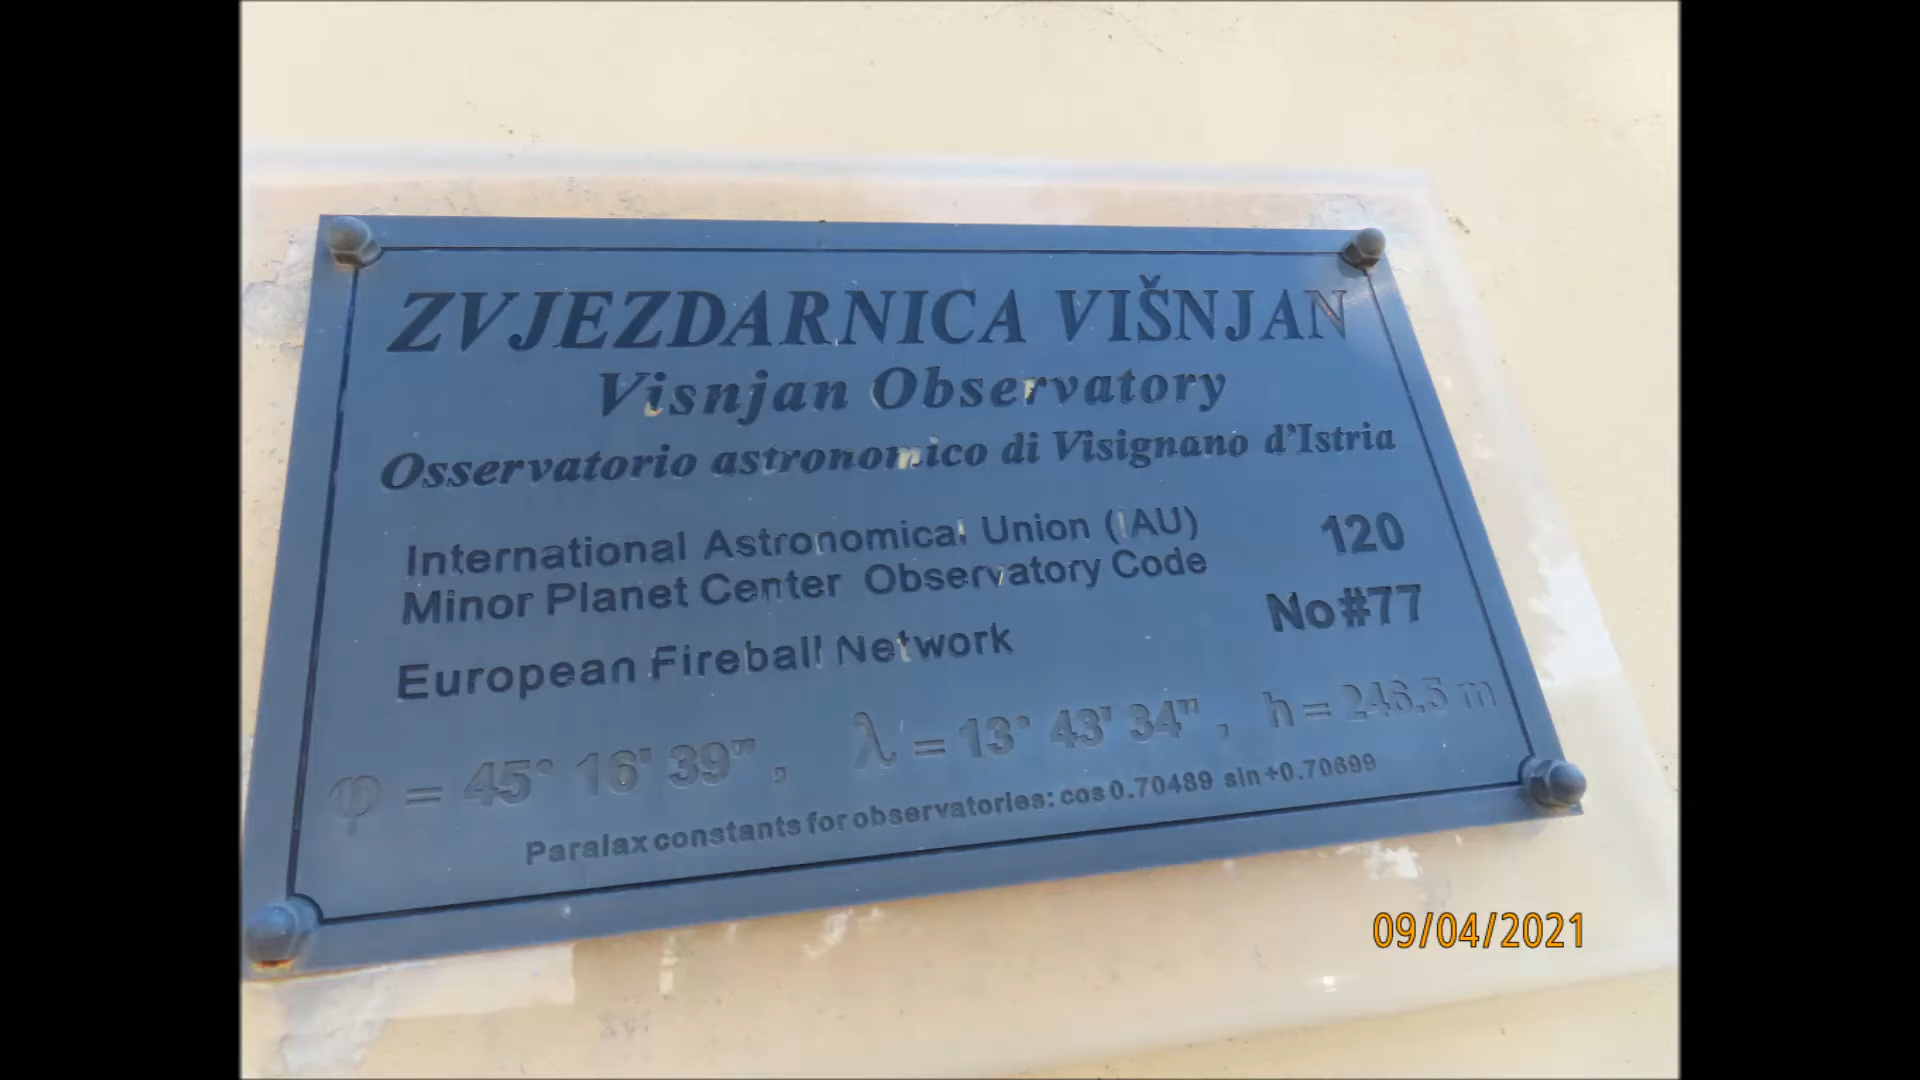 ZVJEZDARNICA VIŠNJAN
Visnjan Observatory
Osservatorio astronomico di Visignano d'Istria
International Astronomical Union (IAU)
Minor Planet Center Observatory Code 120
European Fireball Network No#77
φ = 45° 16' 39" , λ = 13° 43' 34" , h = 246,5 m
Paralax constants for observatories: cos 0.70489 sin +0.70699
09/04/2021